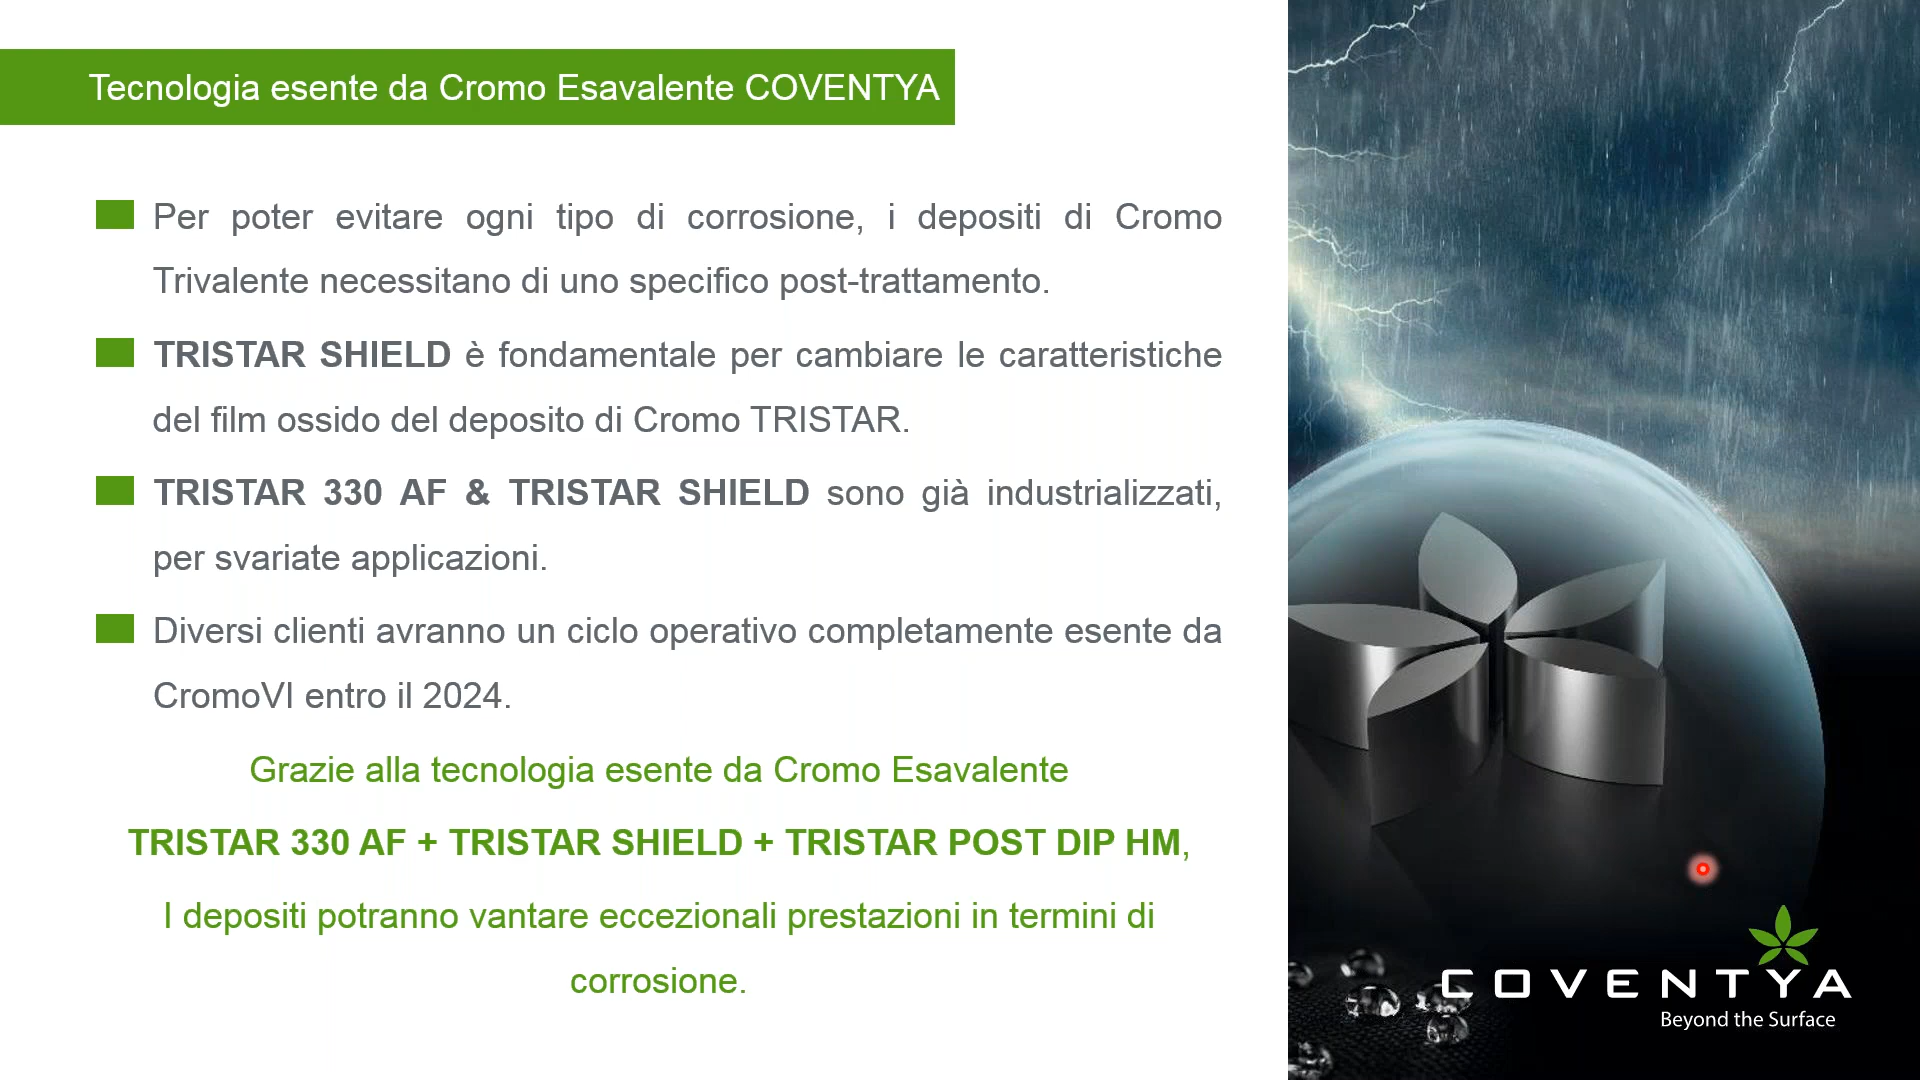 Tecnologia esente da Cromo Esavalente COVENTYA
Per poter evitare ogni tipo di corrosione, i depositi di Cromo
Trivalente necessitano di uno specifico post-trattamento.
TRISTAR SHIELD è fondamentale per cambiare le caratteristiche
del film ossido del deposito di Cromo TRISTAR.
TRISTAR 330 AF & TRISTAR SHIELD sono già industrializzati,
per svariate applicazioni.
Diversi clienti avranno un ciclo operativo completamente esente da
CromoVI entro il 2024.
Grazie alla tecnologia esente da Cromo Esavalente
TRISTAR 330 AF + TRISTAR SHIELD + TRISTAR POST DIP HM,
I depositi potranno vantare eccezionali prestazioni in termini di
corrosione.
COVENTYA
Beyond the Surface